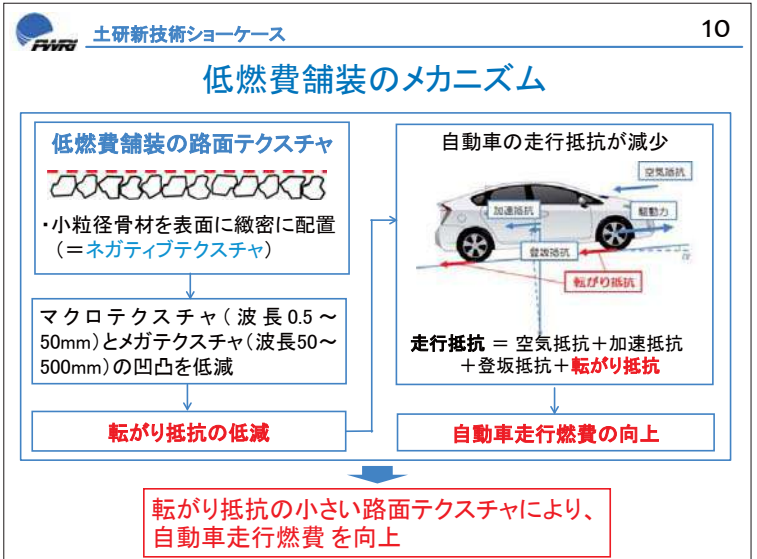 PWRI
土研新技術ショーケース
10
低燃費舗装のメカニズム
低燃費舗装の路面テクスチャ
・小粒径骨材を表面に緻密に配置
(=ネガティブテクスチャ)
マクロテクスチャ(波長0.5~
50mm)とメガテクスチャ(波長50~
500mm)の凹凸を低減
転がり抵抗の低減
自動車の走行抵抗が減少
空気抵抗
加速抵抗
駆動力
登坂抵抗
α
転がり抵抗
走行抵抗 = 空気抵抗+加速抵抗
+登坂抵抗+転がり抵抗
自動車走行燃費の向上
転がり抵抗の小さい路面テクスチャにより、
自動車走行燃費 を向上